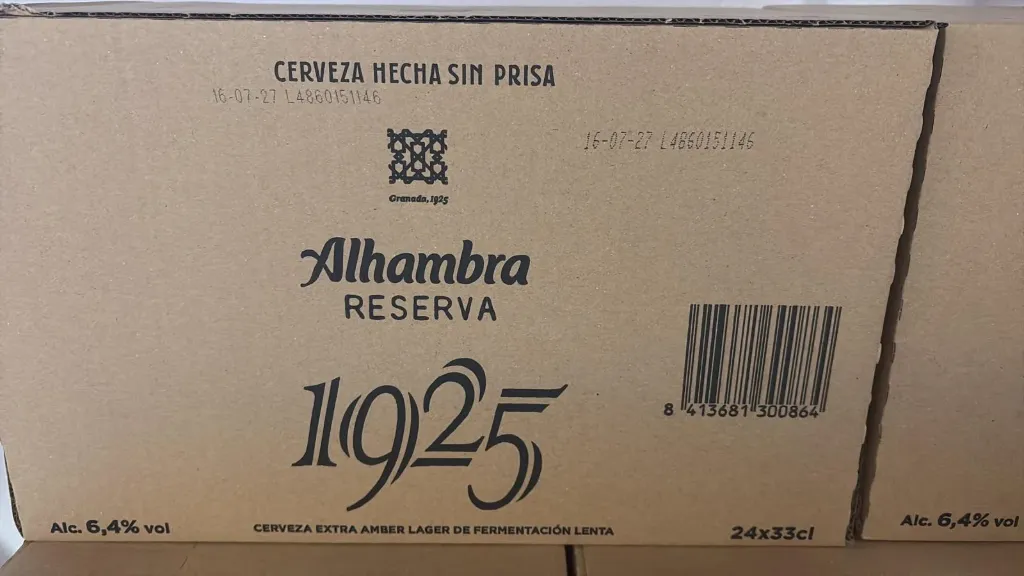 CERVEZA HECHA SIN PRISA
16-07-27 L4860151146
16-07-27 L4860151146
Granada, 1925
Alhambra
RESERVA
1925
8 413681 300864
Alc. 6,4% vol
CERVEZA EXTRA AMBER LAGER DE FERMENTACIÓN LENTA
24x33cl
Alc. 6,4% vol